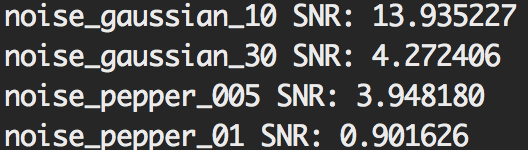 noise_gaussian_10 SNR: 13.935227
noise_gaussian_30 SNR: 4.272406
noise_pepper_005 SNR: 3.948180
noise_pepper_01 SNR: 0.901626